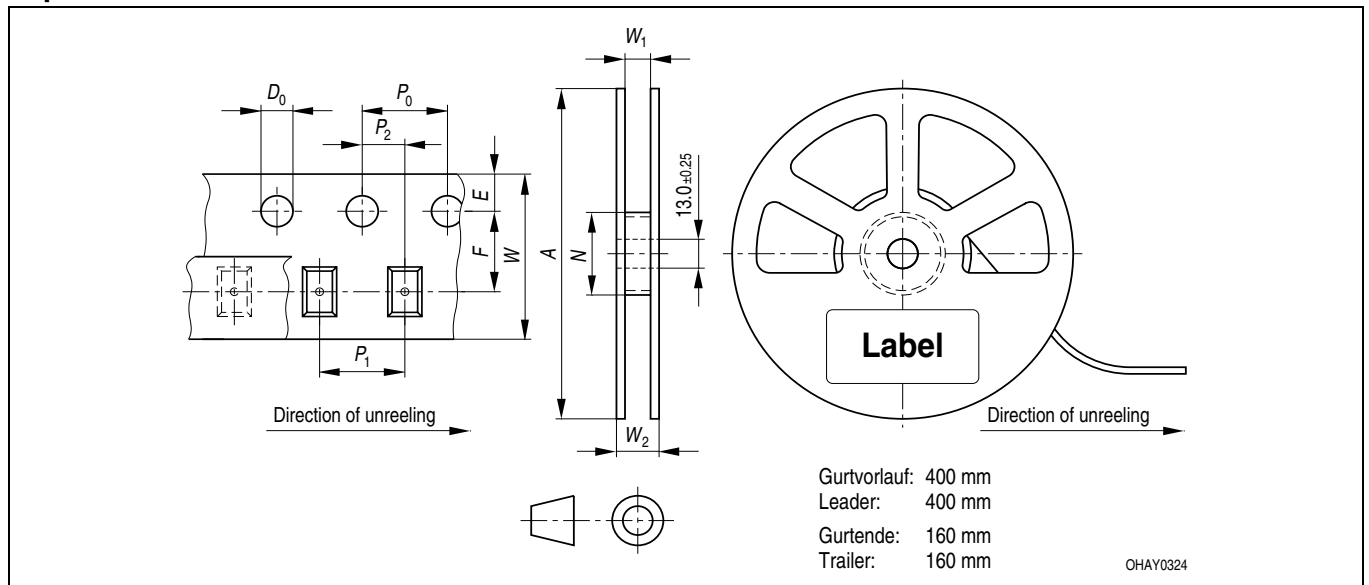 W₁
D₀
P₀
P₂
E
F
W
A
N
13.0±0.25
P₁
W₂
Label
Direction of unreeling
Direction of unreeling
Gurtvorlauf: 400 mm
Leader: 400 mm
Gurtende: 160 mm
Trailer: 160 mm
OHAY0324